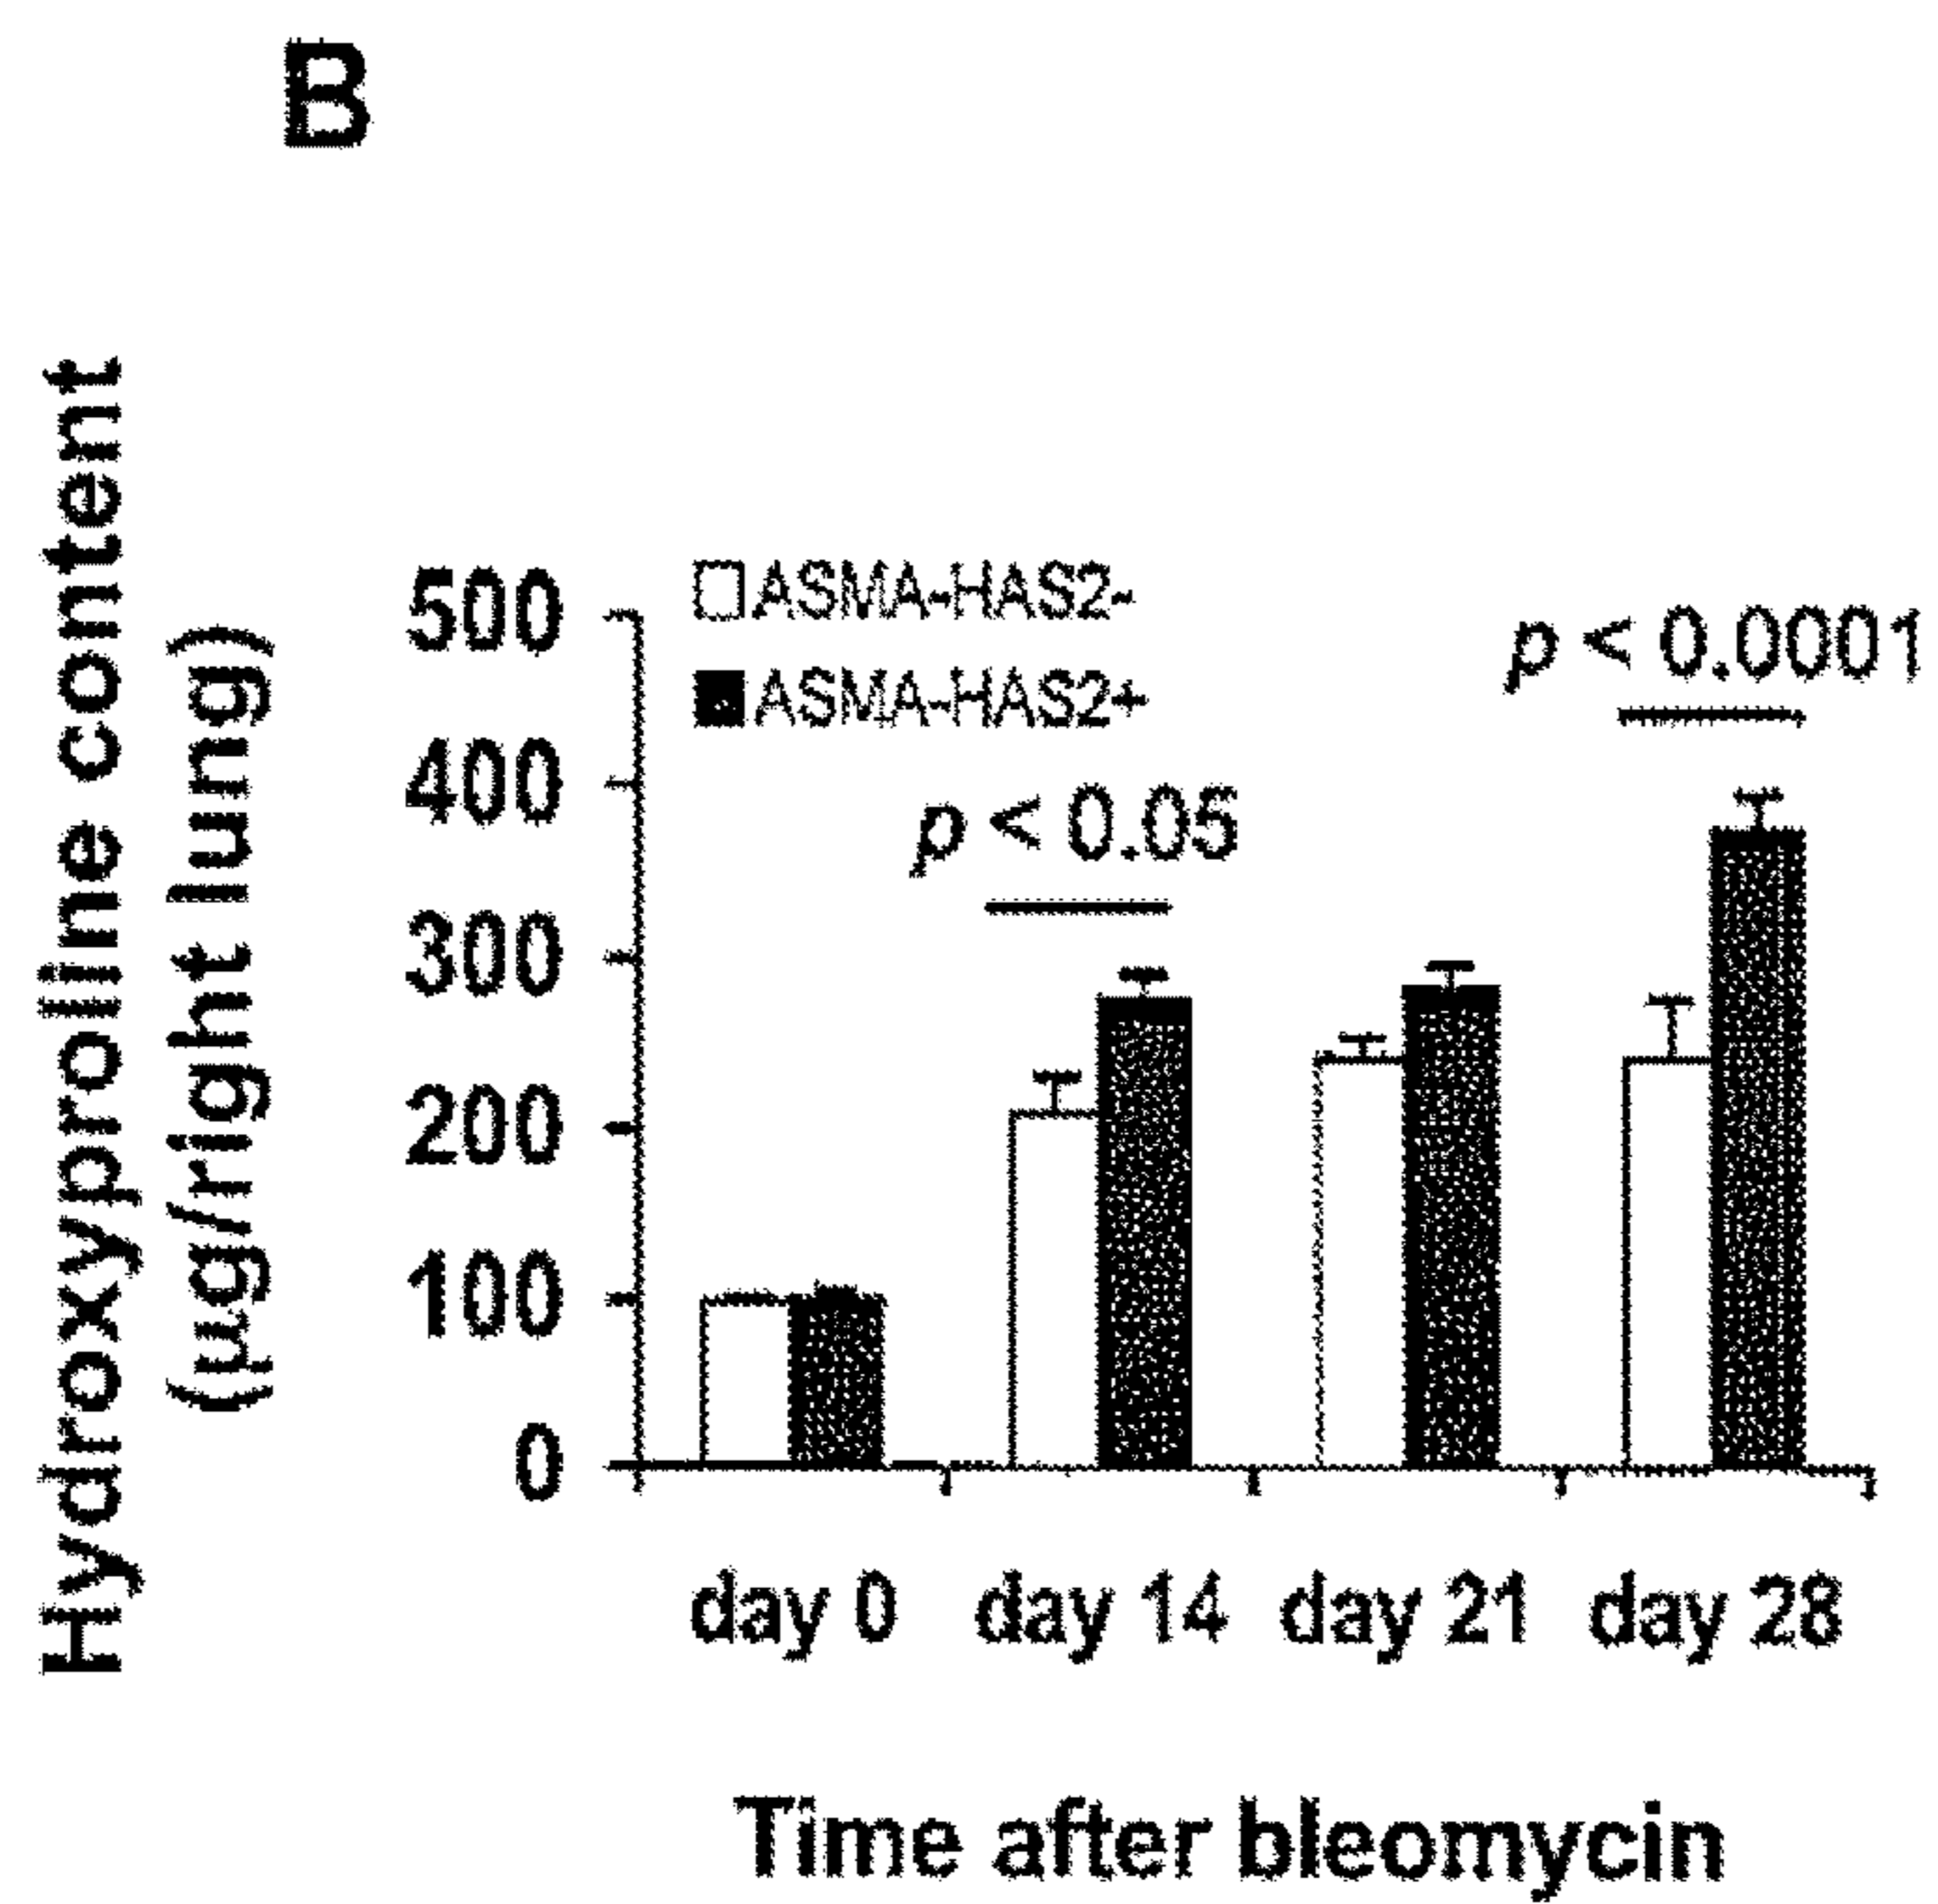 B
Hydroxyproline content
(µg/right lung)
500
400
300
200
100
0
ASMA-HAS2-
ASMA-HAS2+
p < 0.05
p < 0.0001
day 0
day 14
day 21
day 28
Time after bleomycin